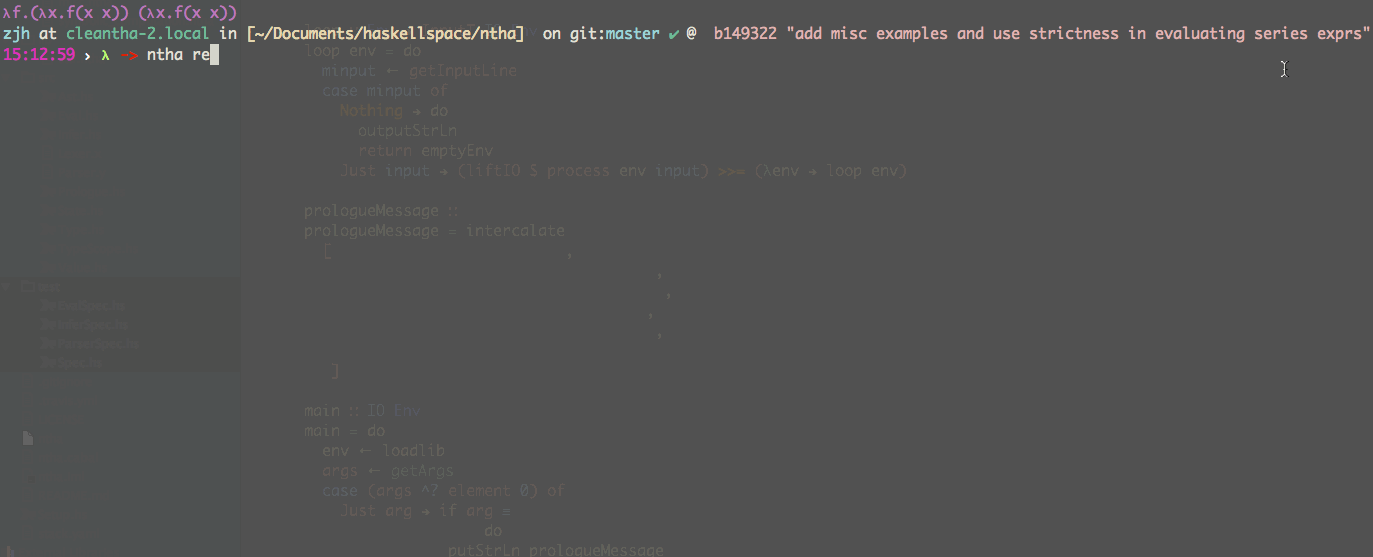 λf.(λx.f(x x)) (λx.f(x x))
zjh at cleantha-2.local in [~/Documents/haskellspace/ntha] on git:master ✔ @ b149322 "add misc examples and use strictness in evaluating series exprs"
15:12:59 › λ -> ntha re
loop env = do
minput ← getInputLine
case minput of
Nothing → do
outputStrLn
return emptyEnv
Just input → (liftIO $ process env input) >>= (λenv → loop env)
prologueMessage ::
prologueMessage = intercalate
[ ,
,
,
,
,
]
main :: IO Env
main = do
env ← loadlib
args ← getArgs
case (args ^? element 0) of
Just arg → if arg ≡
do
putStrLn prologueMessage